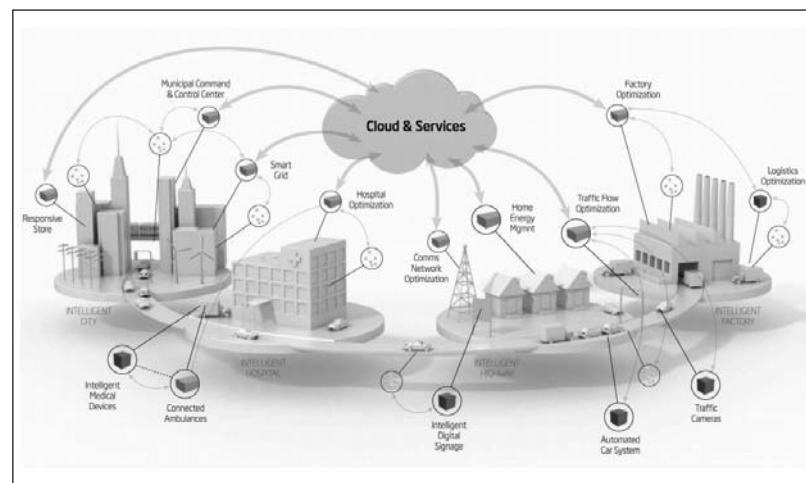 Municipal Command
& Control Center
Cloud & Services
Factory
Optimization
Smart
Grid
Logistics
Optimization
Responsive
Store
Hospital
Optimization
Home
Energy
Mgmt
Traffic Flow
Optimization
Comms
Network
Optimization
INTELLIGENT
CITY
INTELLIGENT
HOSPITAL
INTELLIGENT
HIGHWAY
INTELLIGENT
FACTORY
Intelligent
Medical
Devices
Connected
Ambulances
Intelligent
Digital
Signage
Automated
Car System
Traffic
Cameras